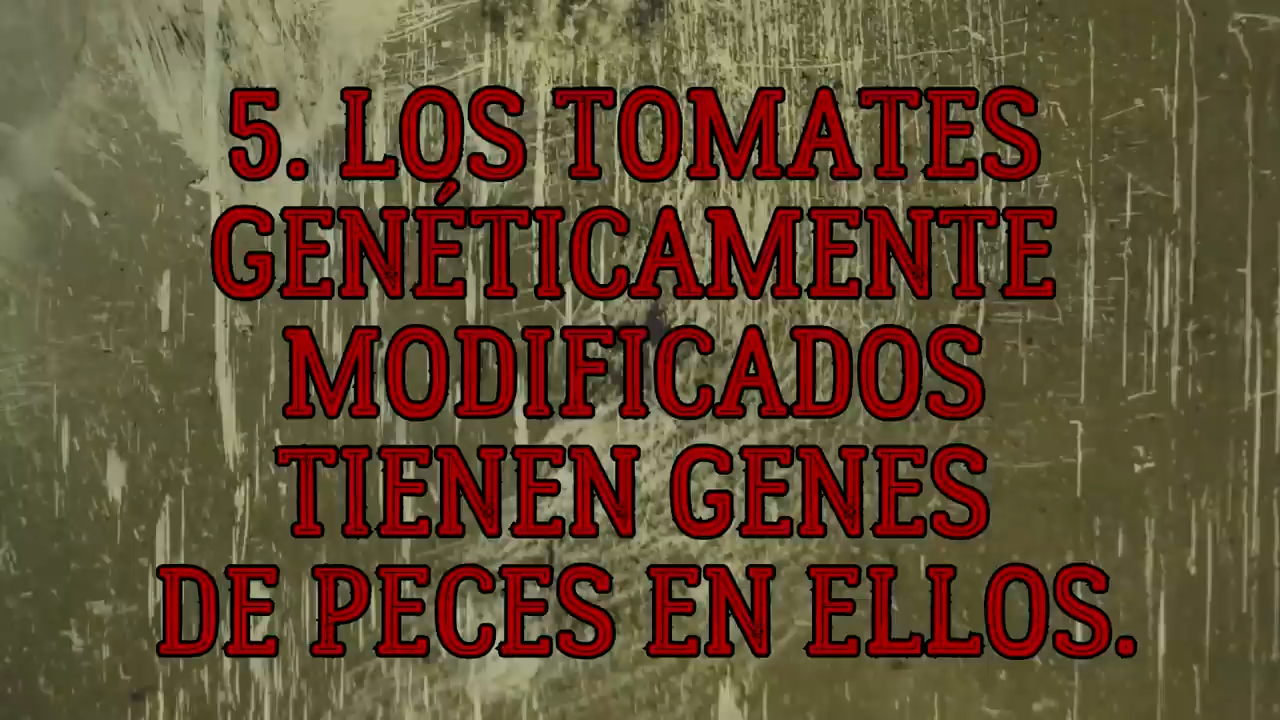 5. LOS TOMATES
GENÉTICAMENTE
MODIFICADOS
TIENEN GENES
DE PECES EN ELLOS.